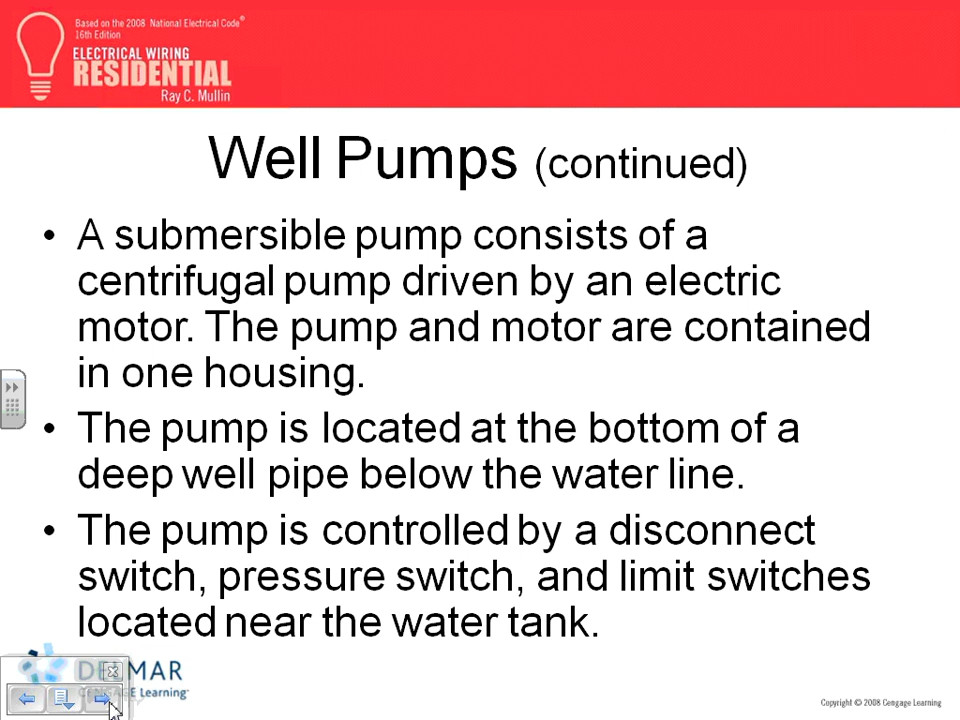 Based on the 2008 National Electrical Code®
16th Edition
ELECTRICAL WIRING
RESIDENTIAL
Ray C. Mullin
Well Pumps (continued)
• A submersible pump consists of a
centrifugal pump driven by an electric
motor. The pump and motor are contained
in one housing.
• The pump is located at the bottom of a
deep well pipe below the water line.
• The pump is controlled by a disconnect
switch, pressure switch, and limit switches
located near the water tank.
DELMAR
CENGAGE Learning™
Copyright © 2008 Cengage Learning